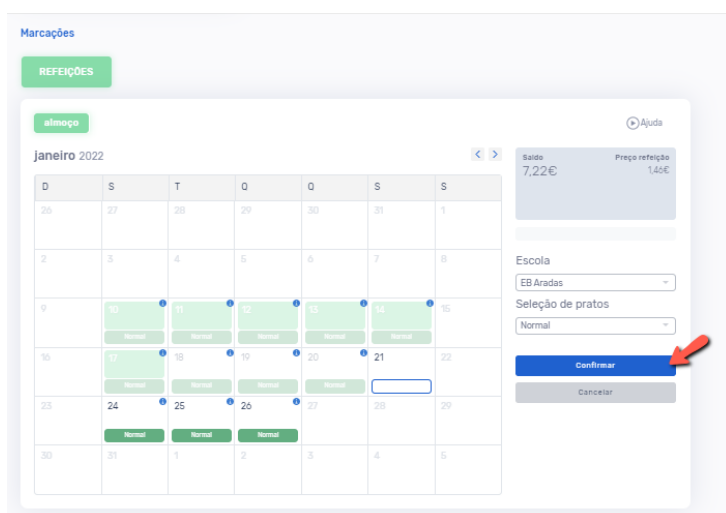 Marcações
REFEIÇÕES
almoço
Ajuda
janeiro 2022
Saldo Preço refeição
7,22€ 1,46€
D S T Q Q S S
26 27 28 29 30 31 1
2 3 4 5 6 7 8
Escola
EB Aradas
Seleção de pratos
Normal
9 10 11 12 13 14 15
Normal Normal Normal Normal Normal
16 17 18 19 20 21 22
Normal Normal Normal Normal
Confirmar
Cancelar
23 24 25 26 27 28 29
Normal Normal Normal
30 31 1 2 3 4 5